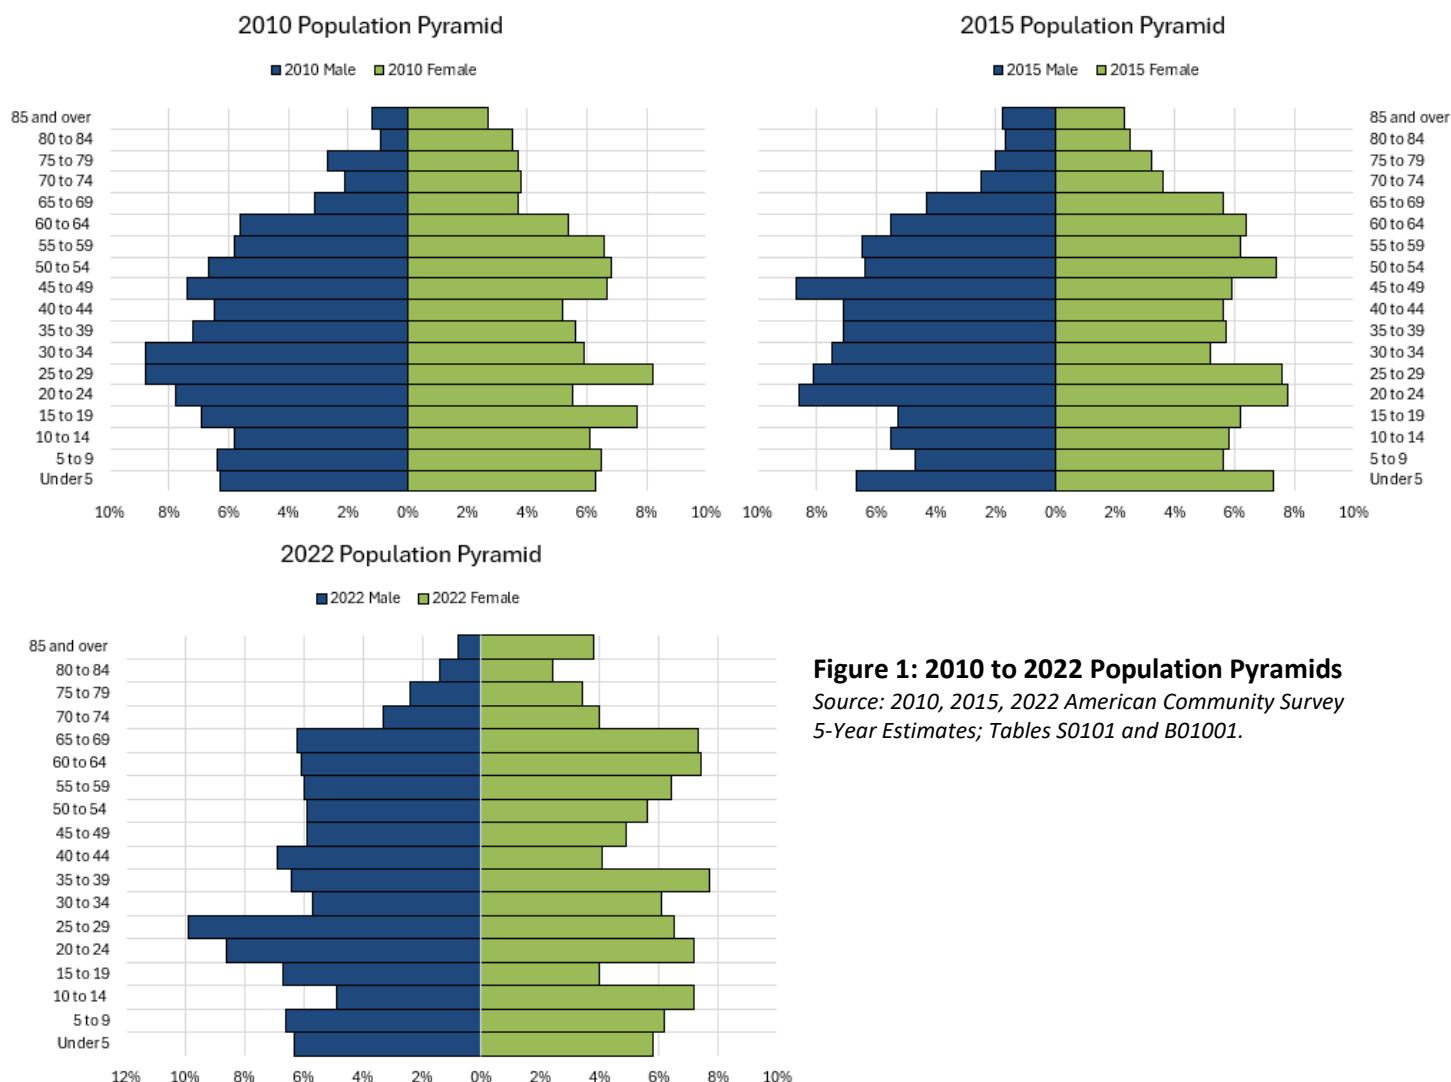 2010 Population Pyramid
2010 Male 2010 Female
85 and over
80 to 84
75 to 79
70 to 74
65 to 69
60 to 64
55 to 59
50 to 54
45 to 49
40 to 44
35 to 39
30 to 34
25 to 29
20 to 24
15 to 19
10 to 14
5 to 9
Under 5
10% 8% 6% 4% 2% 0% 2% 4% 6% 8% 10%
2015 Population Pyramid
2015 Male 2015 Female
85 and over
80 to 84
75 to 79
70 to 74
65 to 69
60 to 64
55 to 59
50 to 54
45 to 49
40 to 44
35 to 39
30 to 34
25 to 29
20 to 24
15 to 19
10 to 14
5 to 9
Under 5
10% 8% 6% 4% 2% 0% 2% 4% 6% 8% 10%
2022 Population Pyramid
2022 Male 2022 Female
85 and over
80 to 84
75 to 79
70 to 74
65 to 69
60 to 64
55 to 59
50 to 54
45 to 49
40 to 44
35 to 39
30 to 34
25 to 29
20 to 24
15 to 19
10 to 14
5 to 9
Under 5
12% 10% 8% 6% 4% 2% 0% 2% 4% 6% 8% 10%
Figure 1: 2010 to 2022 Population Pyramids
Source: 2010, 2015, 2022 American Community Survey
5-Year Estimates; Tables S0101 and B01001.